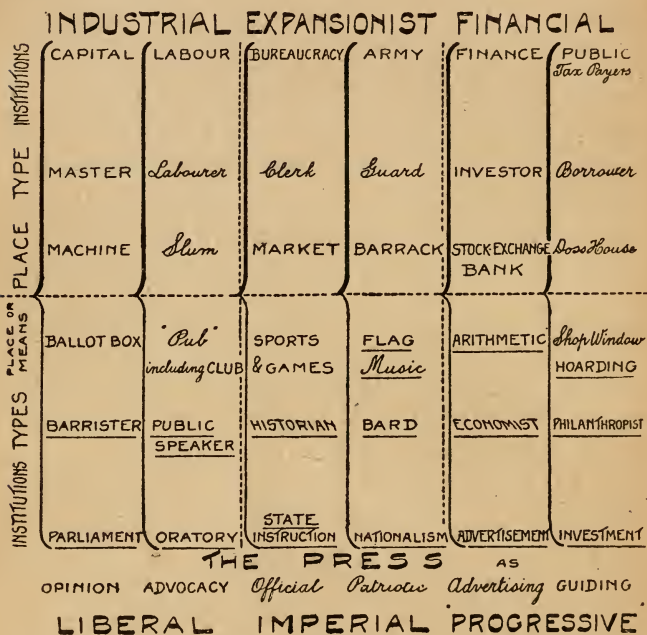 INDUSTRIAL EXPANSIONIST FINANCIAL
INSTITUTIONS
CAPITAL LABOUR BUREAUCRACY ARMY FINANCE PUBLIC
Tax Payers
TYPE
MASTER Labourer Clerk Guard INVESTOR Borrower
PLACE
MACHINE Slum MARKET BARRACK STOCK-EXCHANGE Doss House
BANK
PLACE OR
MEANS
BALLOT BOX "Pub" SPORTS FLAG ARITHMETIC Shop Window
including CLUB & GAMES Music HOARDING
TYPES
BARRISTER PUBLIC HISTORIAN BARD ECONOMIST PHILANTHROPIST
SPEAKER
INSTITUTIONS
STATE
PARLIAMENT ORATORY INSTRUCTION NATIONALISM ADVERTISEMENT INVESTMENT
THE PRESS AS
OPINION ADVOCACY Official Patriotic Advertising GUIDING
LIBERAL IMPERIAL "PROGRESSIVE"